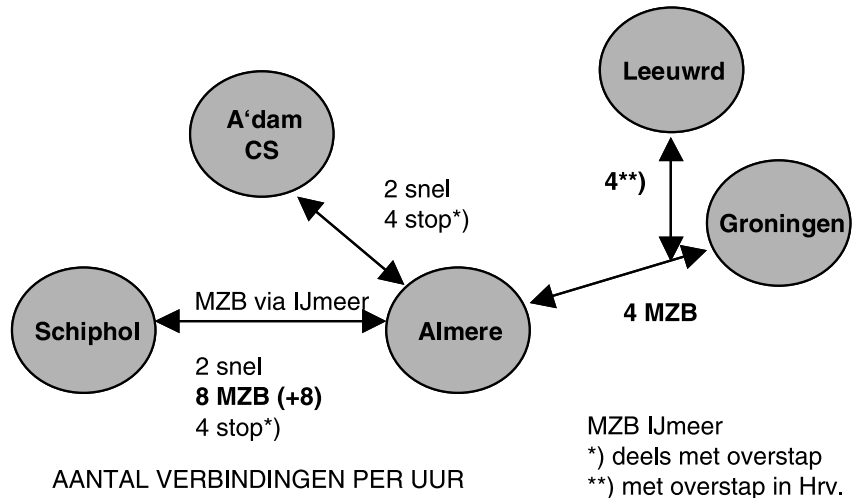 Leeuwrd
A‘dam
CS
2 snel
4 stop*)
4**)
Groningen
MZB via IJmeer
Schiphol
Almere
4 MZB
2 snel
8 MZB (+8)
4 stop*)
MZB IJmeer
*) deels met overstap
**) met overstap in Hrv.
AANTAL VERBINDINGEN PER UUR